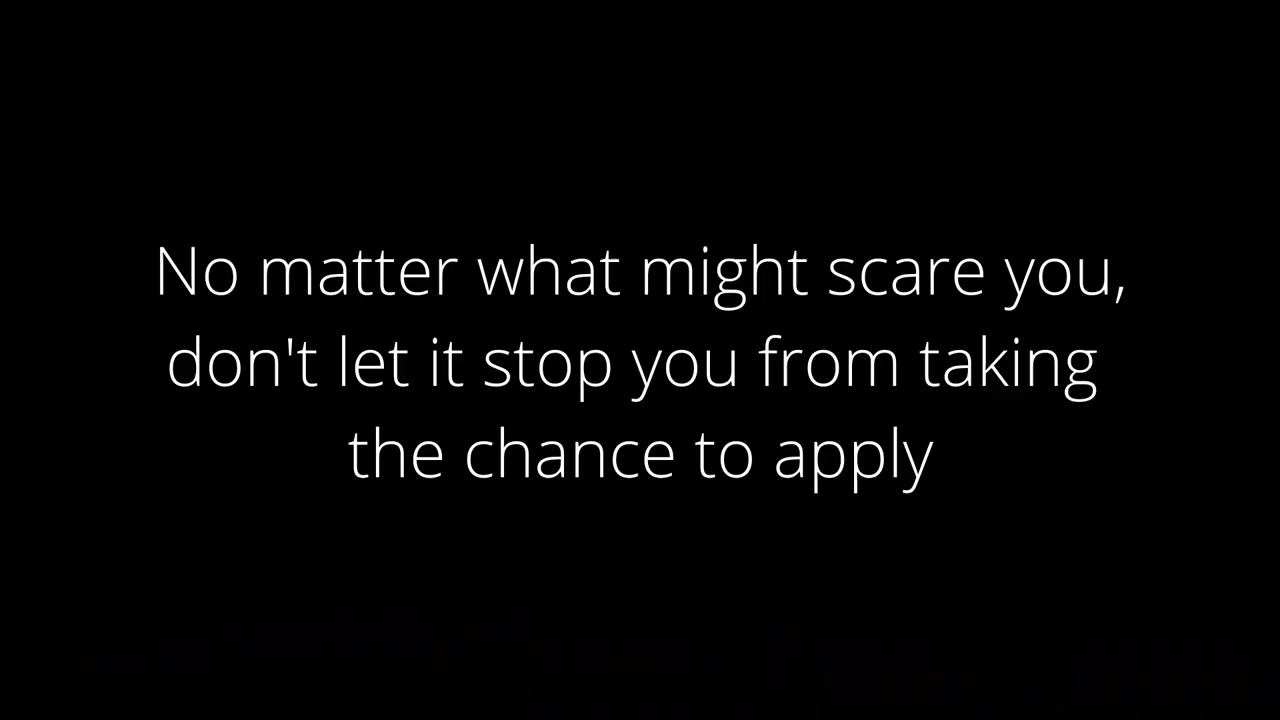 No matter what might scare you,
don't let it stop you from taking
the chance to apply